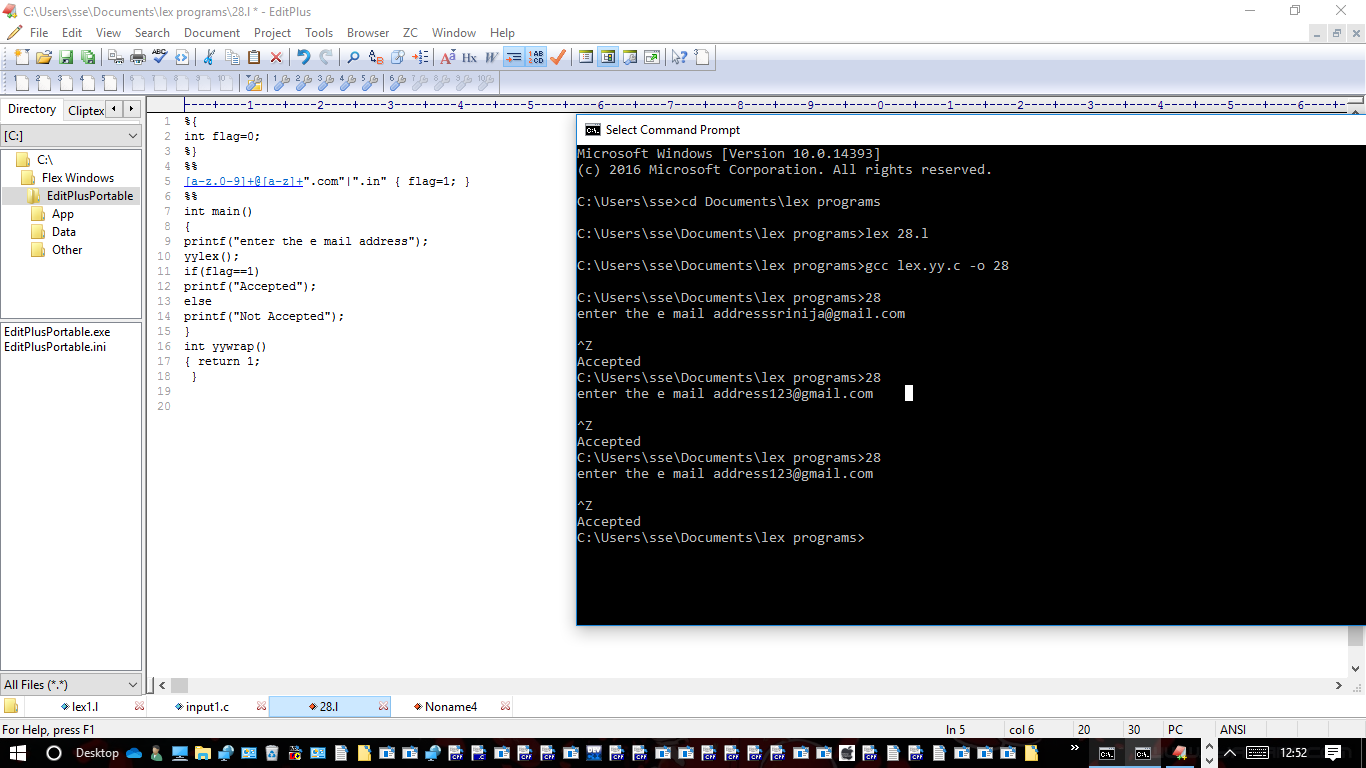 C:\Users\sse\Documents\lex programs\28.l * - EditPlus
File Edit View Search Document Project Tools Browser ZC Window Help
Directory Cliptex
----+----1----+----2----+----3----+----4----+----5----+----6----+----7----+----8----+----9----+----0----+----1----+----2----+----3----+----4----+----5----+----6----+--
[C:]
C:\
Flex Windows
EditPlusPortable
App
Data
Other
EditPlusPortable.exe
EditPlusPortable.ini
All Files (*.*)
1 %{
2 int flag=0;
3 %}
4 %%
5 [a-z.0-9]+@[a-z]+".com"|".in" { flag=1; }
6 %%
7 int main()
8 {
9 printf("enter the e mail address");
10 yylex();
11 if(flag==1)
12 printf("Accepted");
13 else
14 printf("Not Accepted");
15 }
16 int yywrap()
17 { return 1;
18 }
19
20
Select Command Prompt
Microsoft Windows [Version 10.0.14393]
(c) 2016 Microsoft Corporation. All rights reserved.
C:\Users\sse>cd Documents\lex programs
C:\Users\sse\Documents\lex programs>lex 28.l
C:\Users\sse\Documents\lex programs>gcc lex.yy.c -o 28
C:\Users\sse\Documents\lex programs>28
enter the e mail addresssrinija@gmail.com
^Z
Accepted
C:\Users\sse\Documents\lex programs>28
enter the e mail address123@gmail.com
^Z
Accepted
C:\Users\sse\Documents\lex programs>28
enter the e mail address123@gmail.com
^Z
Accepted
C:\Users\sse\Documents\lex programs>
lex1.l input1.c 28.l Noname4
For Help, press F1 ln 5 col 6 20 30 PC ANSI
Desktop 12:52